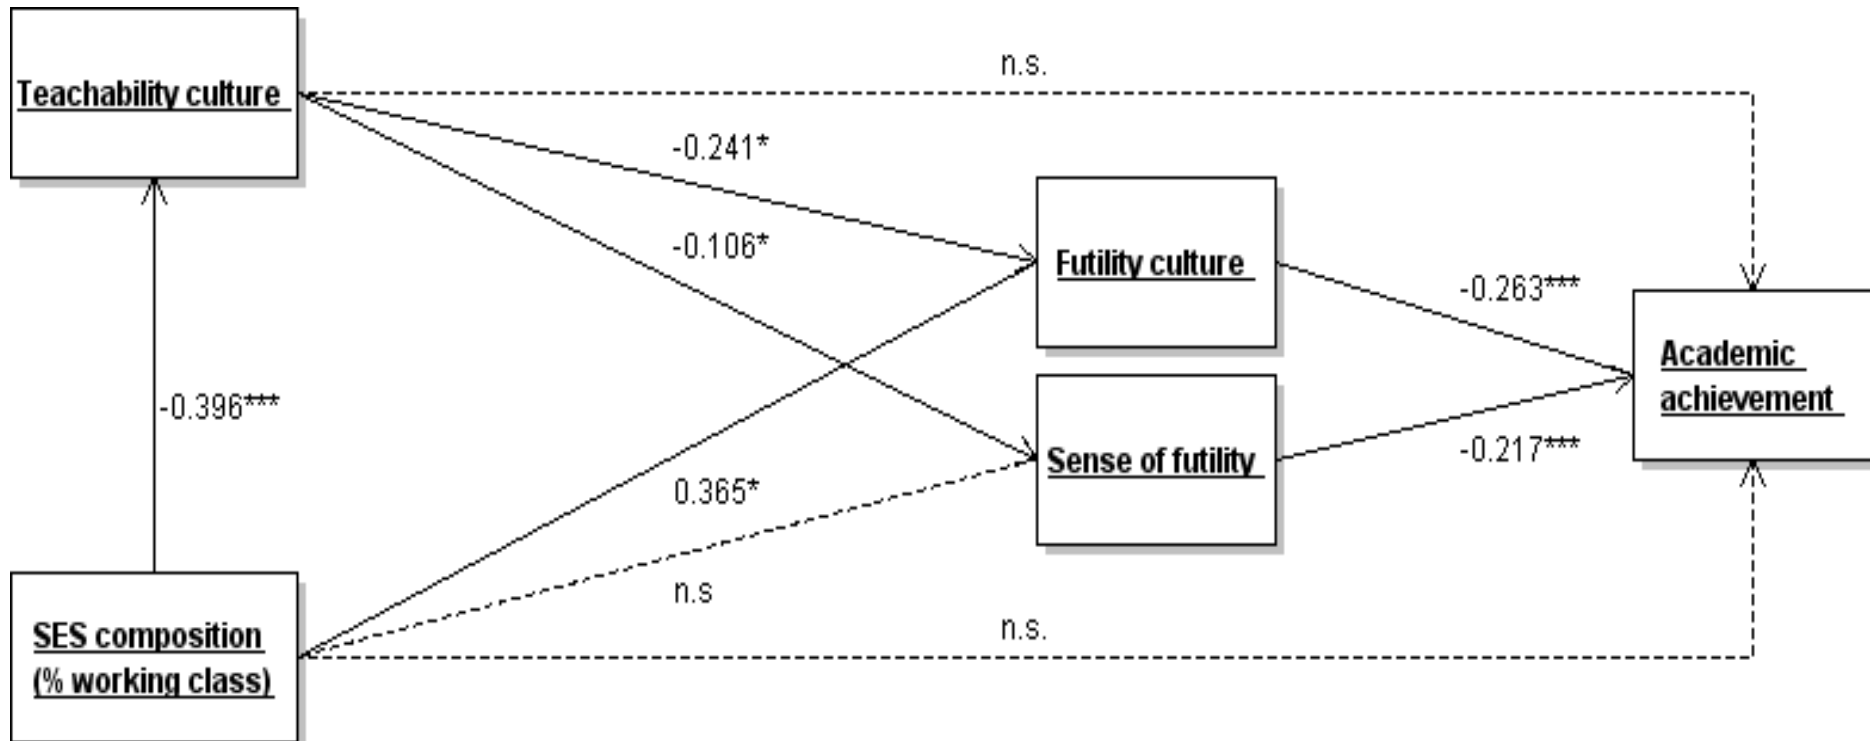 n.s.
Teachability culture
-0.241*
-0.106*
Futility culture
-0.263***
Academic
achievement
-0.396***
Sense of futility
-0.217***
0.365*
n.s
n.s.
SES composition
(% working class)